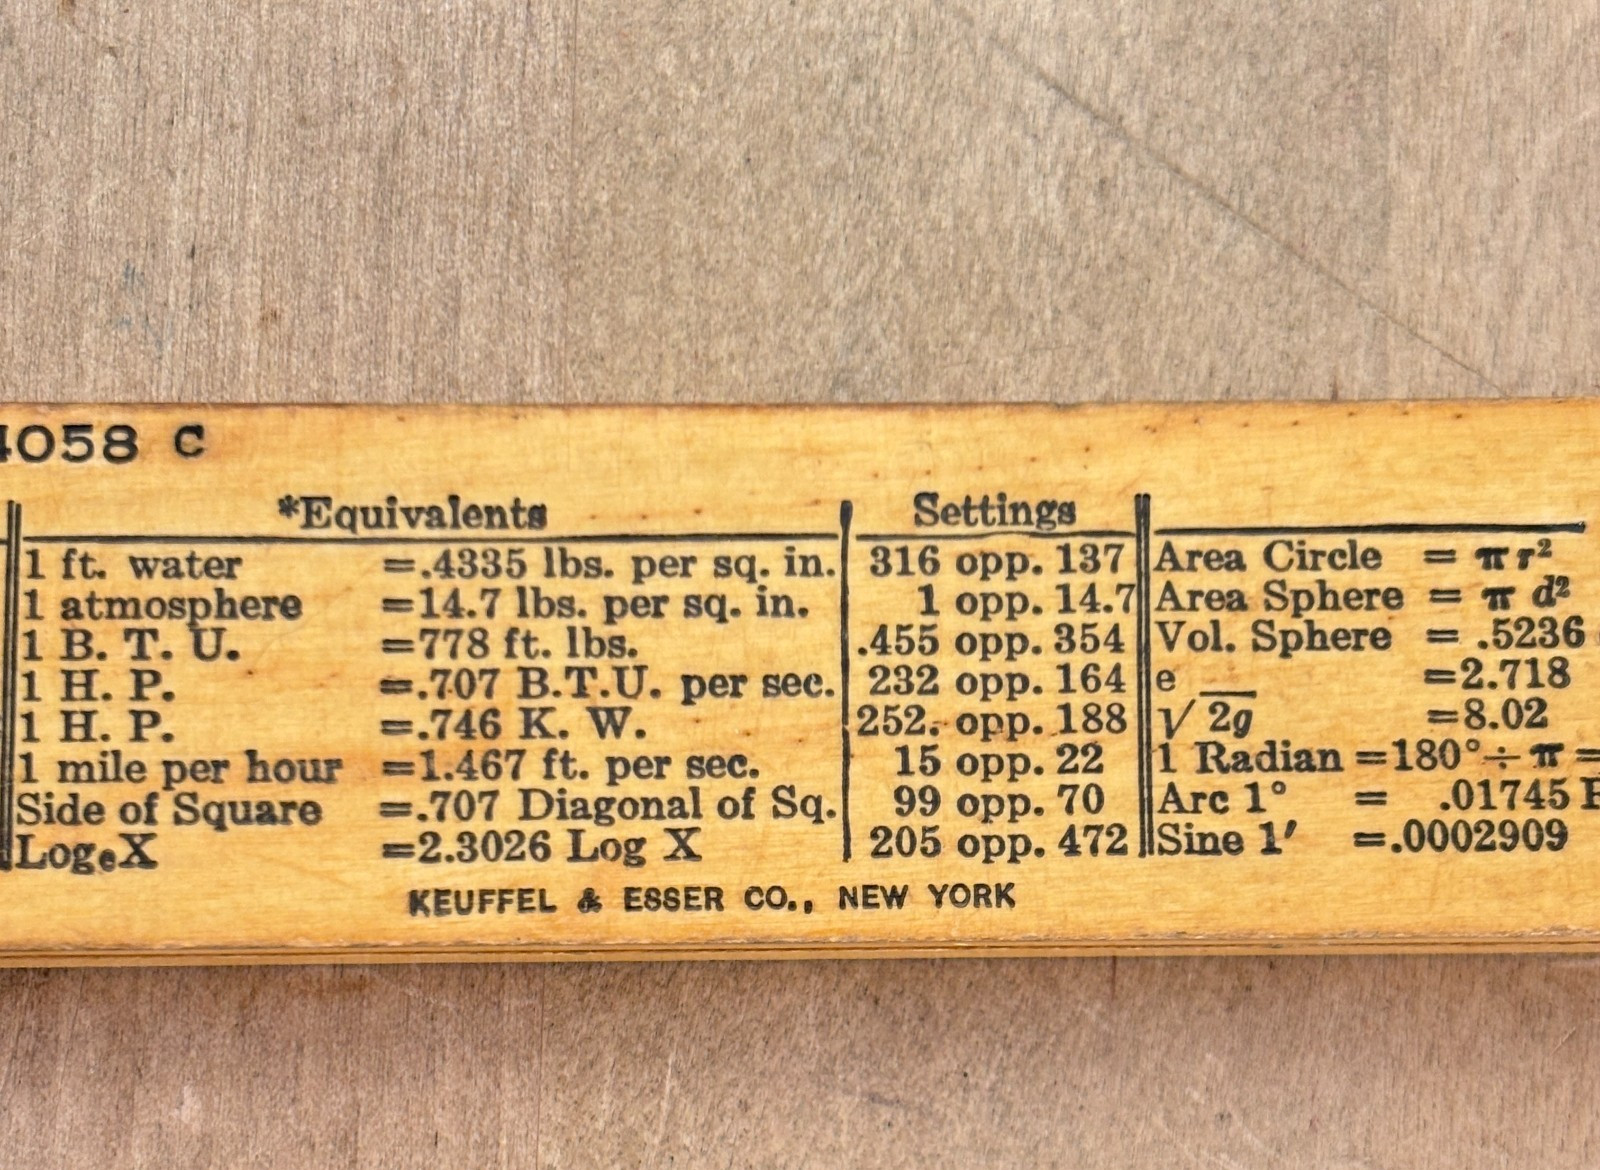 4058 C
*Equivalents Settings
1 ft. water =.4335 lbs. per sq. in. 316 opp. 137 Area Circle = π r²
1 atmosphere =14.7 lbs. per sq. in. 1 opp. 14.7 Area Sphere = π d²
1 B. T. U. =778 ft. lbs. .455 opp. 354 Vol. Sphere = .5236
1 H. P. =.707 B.T.U. per sec. 232 opp. 164 e =2.718
1 H. P. =.746 K. W. 252. opp. 188 √2g =8.02
1 mile per hour =1.467 ft. per sec. 15 opp. 22 1 Radian =180°÷π =
Side of Square =.707 Diagonal of Sq. 99 opp. 70 Arc 1° = .01745
LogₑX =2.3026 Log X 205 opp. 472 Sine 1′ =.0002909
KEUFFEL & ESSER CO., NEW YORK